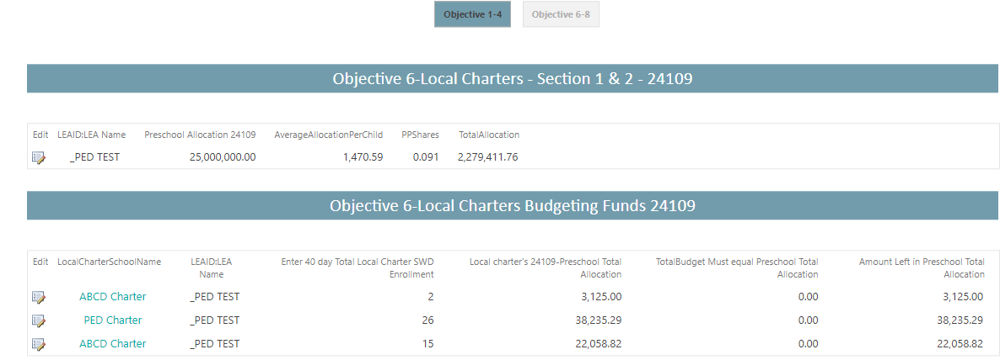 Objective 1-4 Objective 6-8
Objective 6-Local Charters - Section 1 & 2 - 24109
Edit LEAID:LEA Name Preschool Allocation 24109 AverageAllocationPerChild PPShares TotalAllocation
_PED TEST 25,000,000.00 1,470.59 0.091 2,279,411.76
Objective 6-Local Charters Budgeting Funds 24109
Edit LocalCharterSchoolName LEAID:LEA Enter 40 day Total Local Charter SWD Local charter's 24109-Preschool Total TotalBudget Must equal Preschool Total Amount Left in Preschool Total
Name Enrollment Allocation Allocation Allocation
ABCD Charter _PED TEST 2 3,125.00 0.00 3,125.00
PED Charter _PED TEST 26 38,235.29 0.00 38,235.29
ABCD Charter _PED TEST 15 22,058.82 0.00 22,058.82